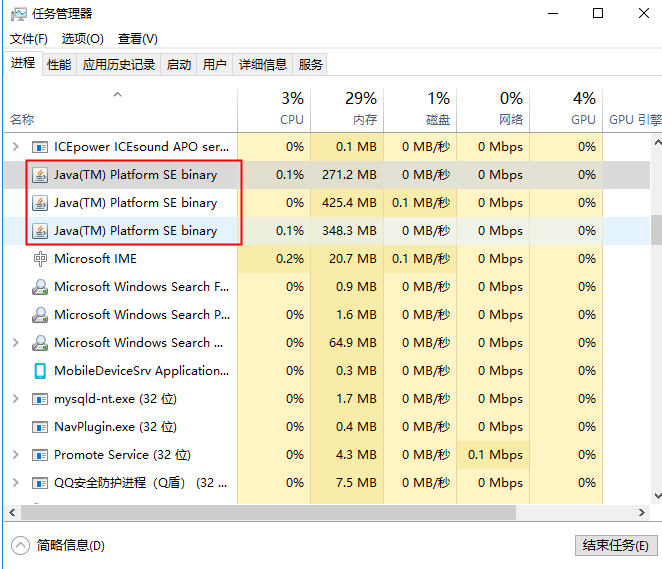 任务管理器
文件(F) 选项(O) 查看(V)
进程 性能 应用历史记录 启动 用户 详细信息 服务
3% 29% 1% 0% 4%
名称 CPU 内存 磁盘 网络 GPU GPU 引擎
ICEpower ICEsound APO ser... 0% 0.1 MB 0 MB/秒 0 Mbps 0%
Java(TM) Platform SE binary 0.1% 271.2 MB 0 MB/秒 0 Mbps 0%
Java(TM) Platform SE binary 0% 425.4 MB 0.1 MB/秒 0 Mbps 0%
Java(TM) Platform SE binary 0.1% 348.3 MB 0.1 MB/秒 0 Mbps 0%
Microsoft IME 0.2% 20.7 MB 0 MB/秒 0 Mbps 0%
Microsoft Windows Search F... 0% 0.9 MB 0 MB/秒 0 Mbps 0%
Microsoft Windows Search P... 0% 1.6 MB 0 MB/秒 0 Mbps 0%
Microsoft Windows Search ... 0% 64.9 MB 0 MB/秒 0 Mbps 0%
MobileDeviceSrv Application... 0% 0.3 MB 0 MB/秒 0 Mbps 0%
mysqld-nt.exe (32 位) 0% 1.7 MB 0 MB/秒 0 Mbps 0%
NavPlugin.exe (32 位) 0% 0.4 MB 0 MB/秒 0 Mbps 0%
Promote Service (32 位) 0% 4.3 MB 0 MB/秒 0.1 Mbps 0%
QQ安全防护进程（Q盾） (32 ... 0% 7.5 MB 0 MB/秒 0 Mbps 0%
简略信息(D) 结束任务(E)